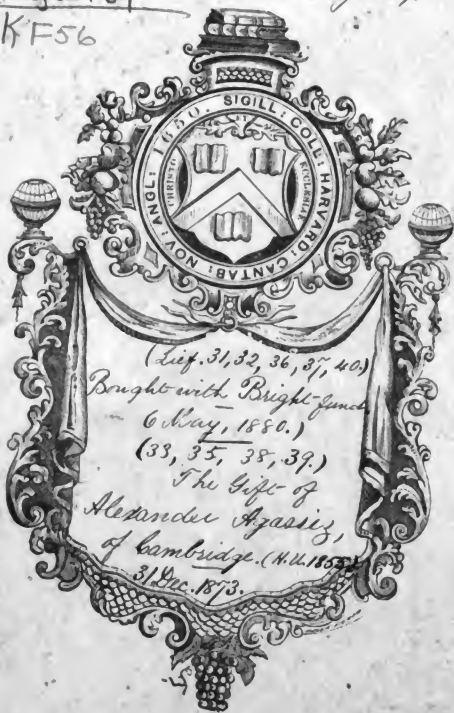 KF56
SIGILL: COLL: HARVARD CANTAB: NOV: ANGL: 1650.
CHRISTO
ECCLESIAE
(Lief. 31, 32, 36, 37, 40.)
Bought with Bright fund
6 May, 1880.)
(33, 35, 38, 39.)
The Gift of
Alexander Agassiz,
of Cambridge. (H.U. 1855.)
31 Dec. 1873.